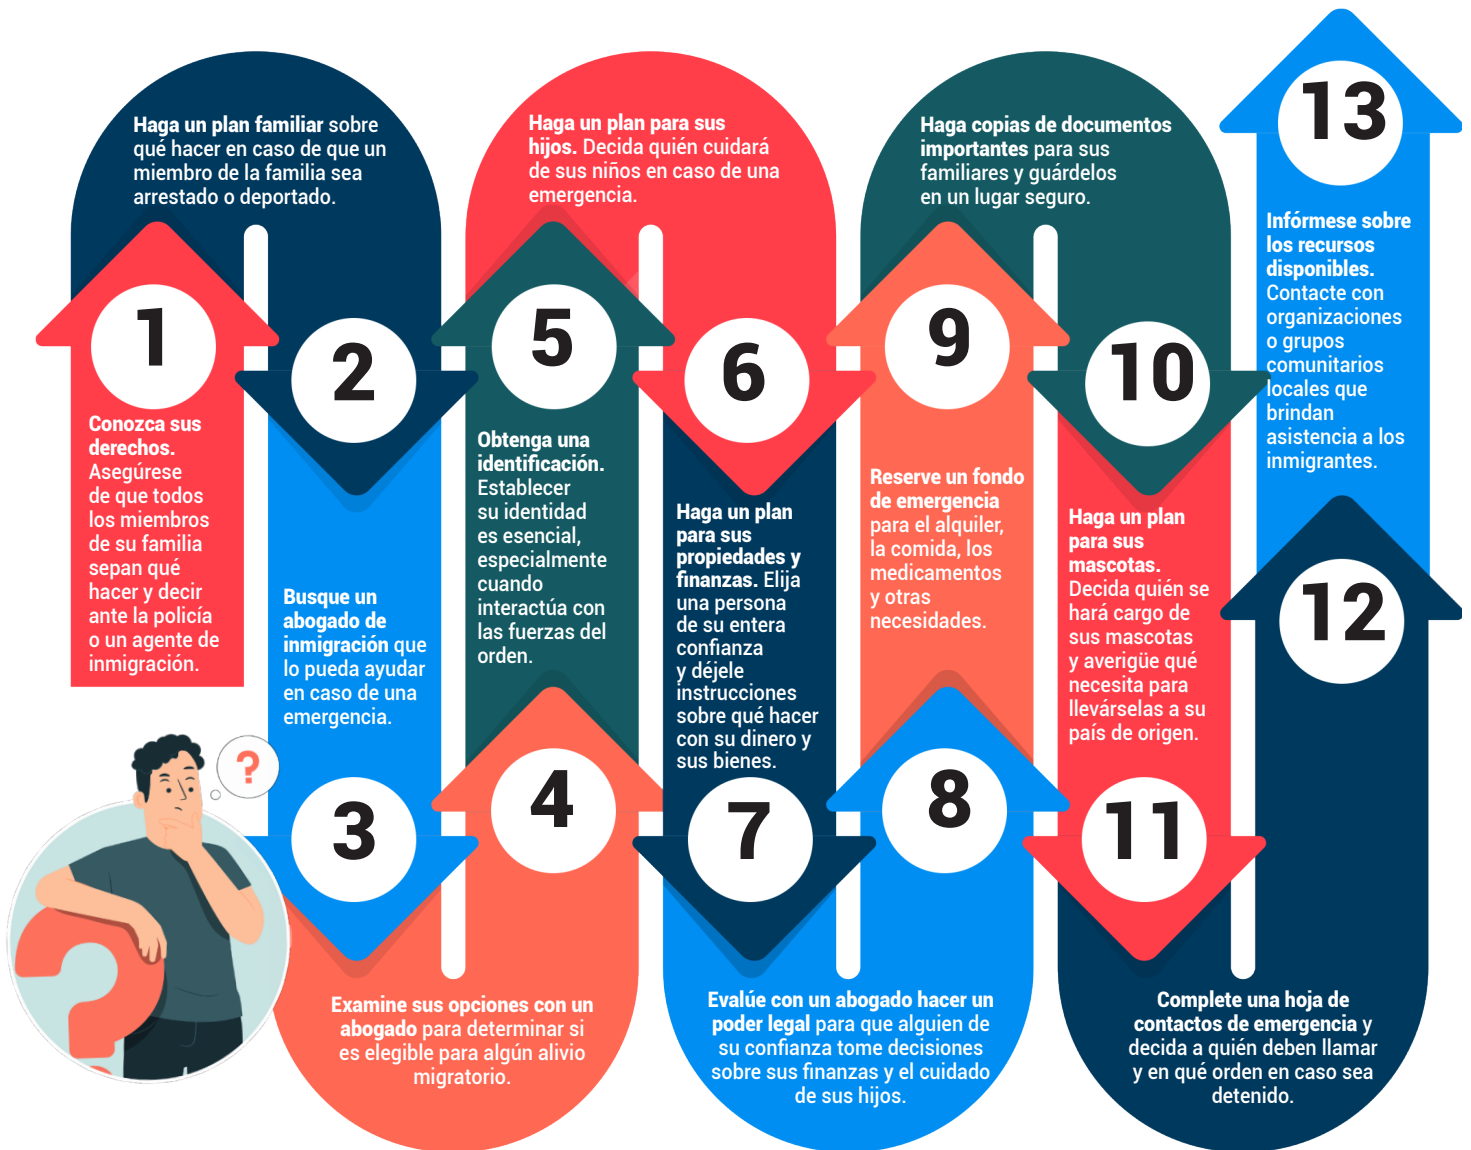 1
Conozca sus
derechos.
Asegúrese
de que todos
los miembros
de su familia
sepan qué
hacer y decir
ante la policía
o un agente de
inmigración.
Haga un plan familiar sobre
qué hacer en caso de que un
miembro de la familia sea
arrestado o deportado.
2
Busque un
abogado de
inmigración que
lo pueda ayudar
en caso de una
emergencia.
3
Examine sus opciones con un
abogado para determinar si
es elegible para algún alivio
migratorio.
4
Obtenga una
identificación.
Establecer
su identidad
es esencial,
especialmente
cuando
interactúa con
las fuerzas del
orden.
5
Haga un plan para sus
hijos. Decida quién cuidará
de sus niños en caso de una
emergencia.
6
Haga un plan
para sus
propiedades y
finanzas. Elija
una persona
de su entera
confianza
y déjele
instrucciones
sobre qué hacer
con su dinero y
sus bienes.
7
Evalúe con un abogado hacer un
poder legal para que alguien de
su confianza tome decisiones
sobre sus finanzas y el cuidado
de sus hijos.
8
Reserve un fondo
de emergencia
para el alquiler,
la comida, los
medicamentos
y otras
necesidades.
9
Haga copias de documentos
importantes para sus
familiares y guárdelos
en un lugar seguro.
10
Haga un plan
para sus
mascotas.
Decida quién se
hará cargo de
sus mascotas
y averigüe qué
necesita para
llevárselas a su
país de origen.
11
Complete una hoja de
contactos de emergencia y
decida a quién deben llamar
y en qué orden en caso sea
detenido.
12
13
Infórmese sobre
los recursos
disponibles.
Contacte con
organizaciones
o grupos
comunitarios
locales que
brindan
asistencia a los
inmigrantes.
?
?